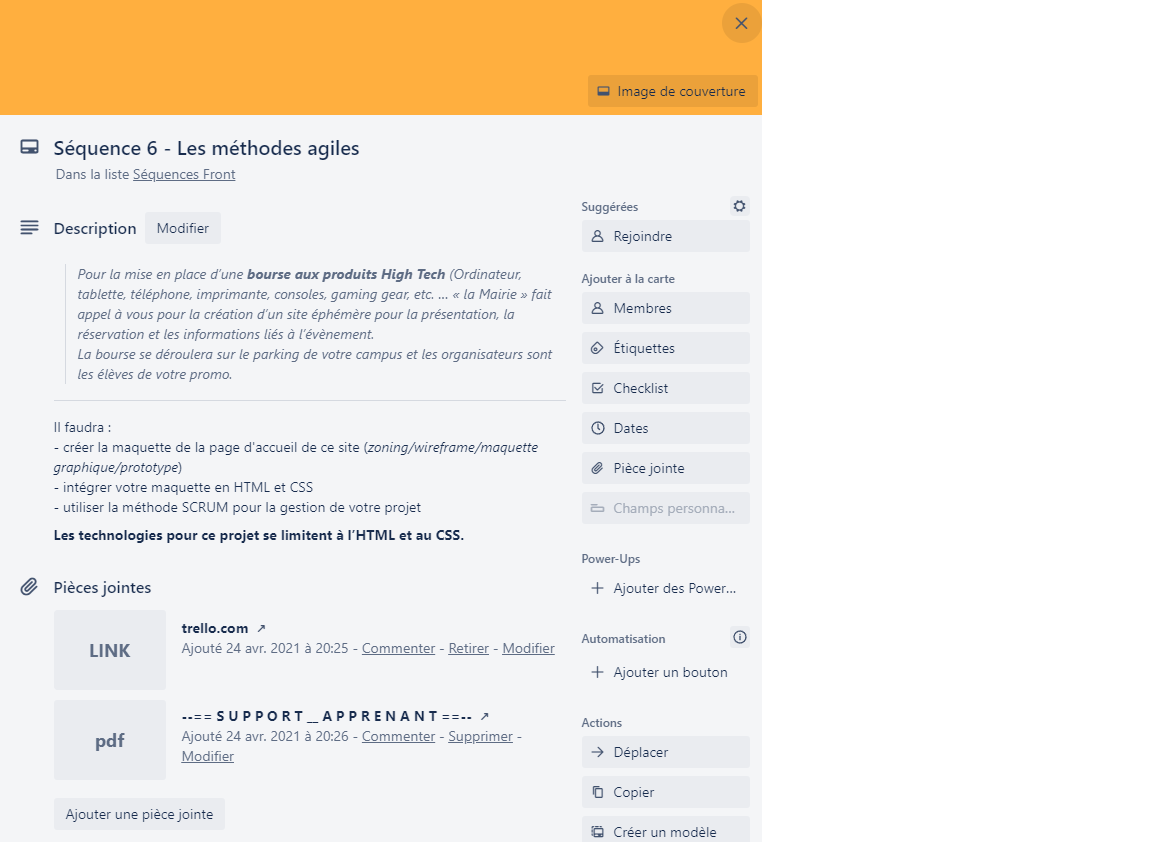 Image de couverture
Séquence 6 - Les méthodes agiles
Dans la liste Séquences Front
Description
Modifier
Pour la mise en place d’une bourse aux produits High Tech (Ordinateur,
tablette, téléphone, imprimante, consoles, gaming gear, etc. … « la Mairie » fait
appel à vous pour la création d’un site éphémère pour la présentation, la
réservation et les informations liés à l’évènement.
La bourse se déroulera sur le parking de votre campus et les organisateurs sont
les élèves de votre promo.
Il faudra :
- créer la maquette de la page d'accueil de ce site (zoning/wireframe/maquette
graphique/prototype)
- intégrer votre maquette en HTML et CSS
- utiliser la méthode SCRUM pour la gestion de votre projet
Les technologies pour ce projet se limitent à l’HTML et au CSS.
Pièces jointes
LINK
trello.com ↗
Ajouté 24 avr. 2021 à 20:25 - Commenter - Retirer - Modifier
pdf
--== S U P P O R T __ A P P R E N A N T ==-- ↗
Ajouté 24 avr. 2021 à 20:26 - Commenter - Supprimer -
Modifier
Ajouter une pièce jointe
Suggérées
Rejoindre
Ajouter à la carte
Membres
Étiquettes
Checklist
Dates
Pièce jointe
Champs personna...
Power-Ups
Ajouter des Power...
Automatisation
Ajouter un bouton
Actions
Déplacer
Copier
Créer un modèle